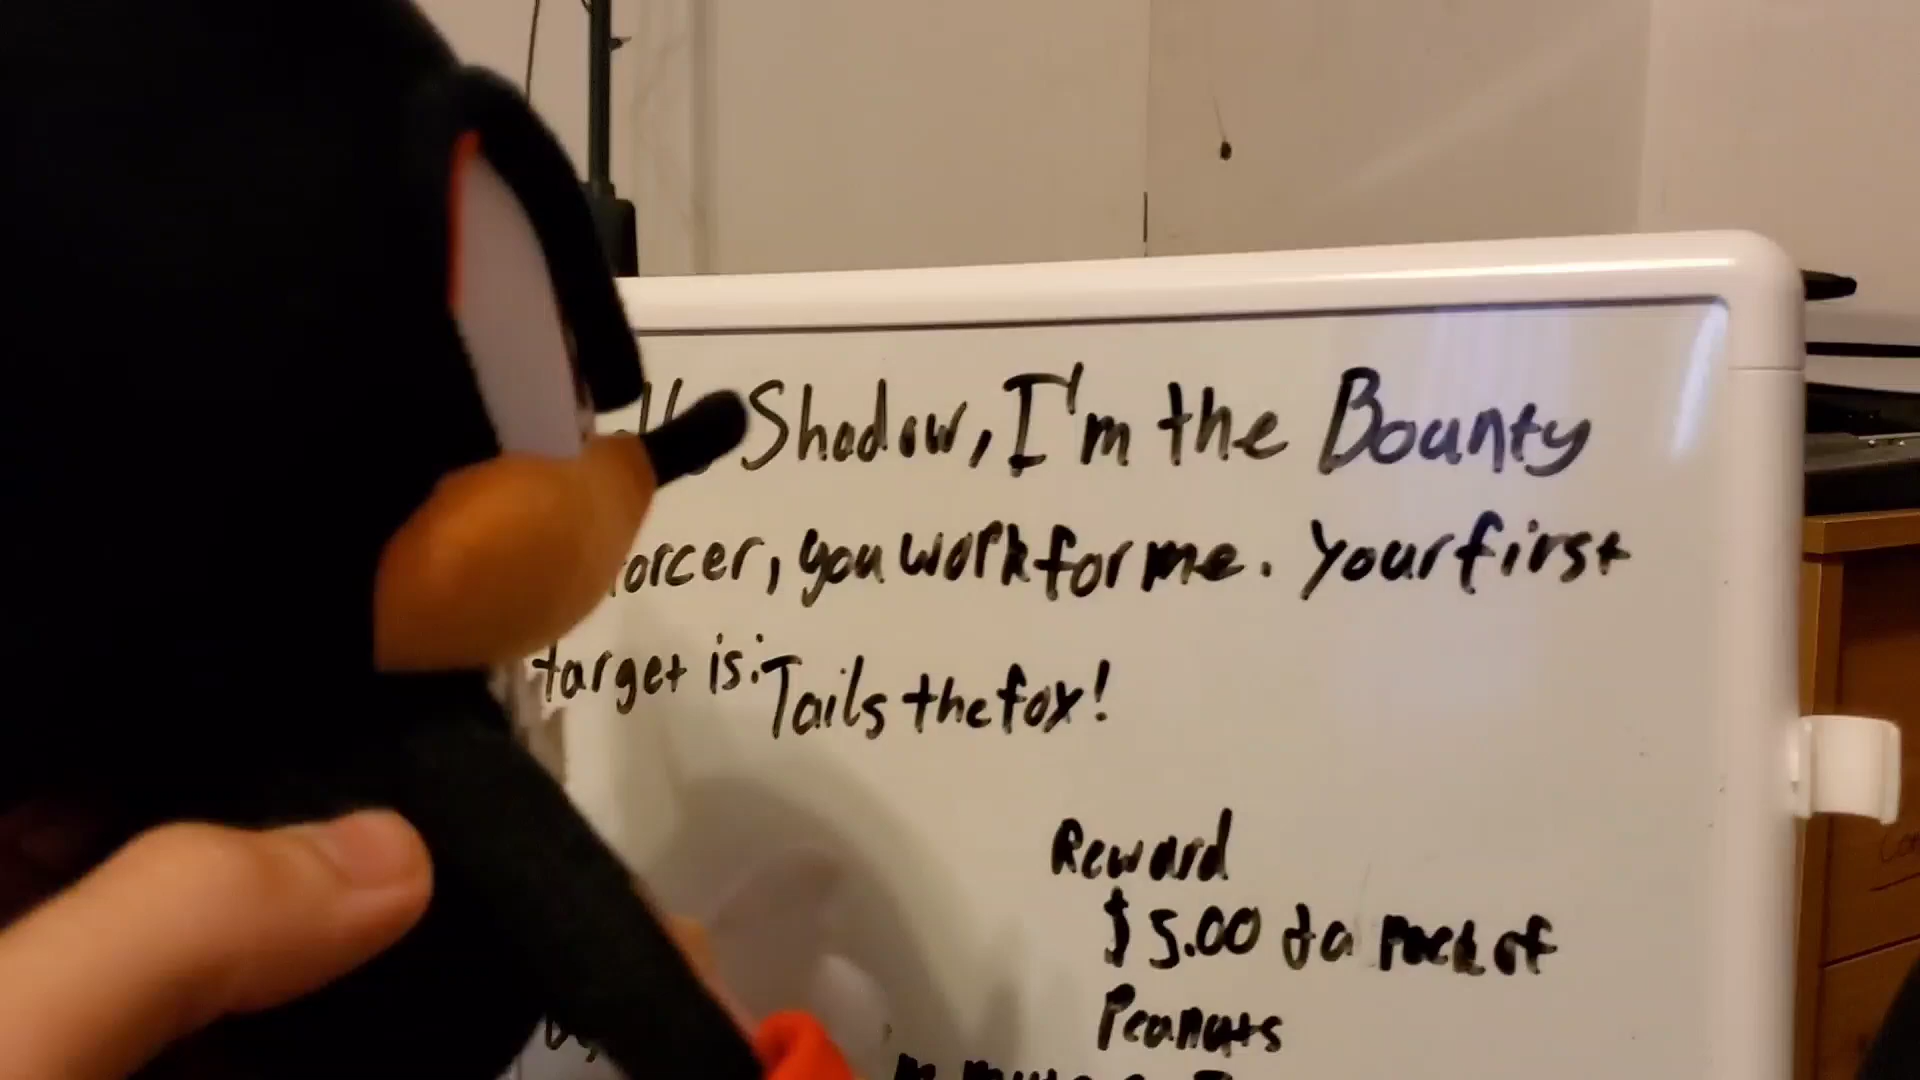 Shadow, I'm the Bounty
forcer, you work for me. Your first
target is: Tails the fox!
Reward
$5.00 & a Pack of
Peanuts